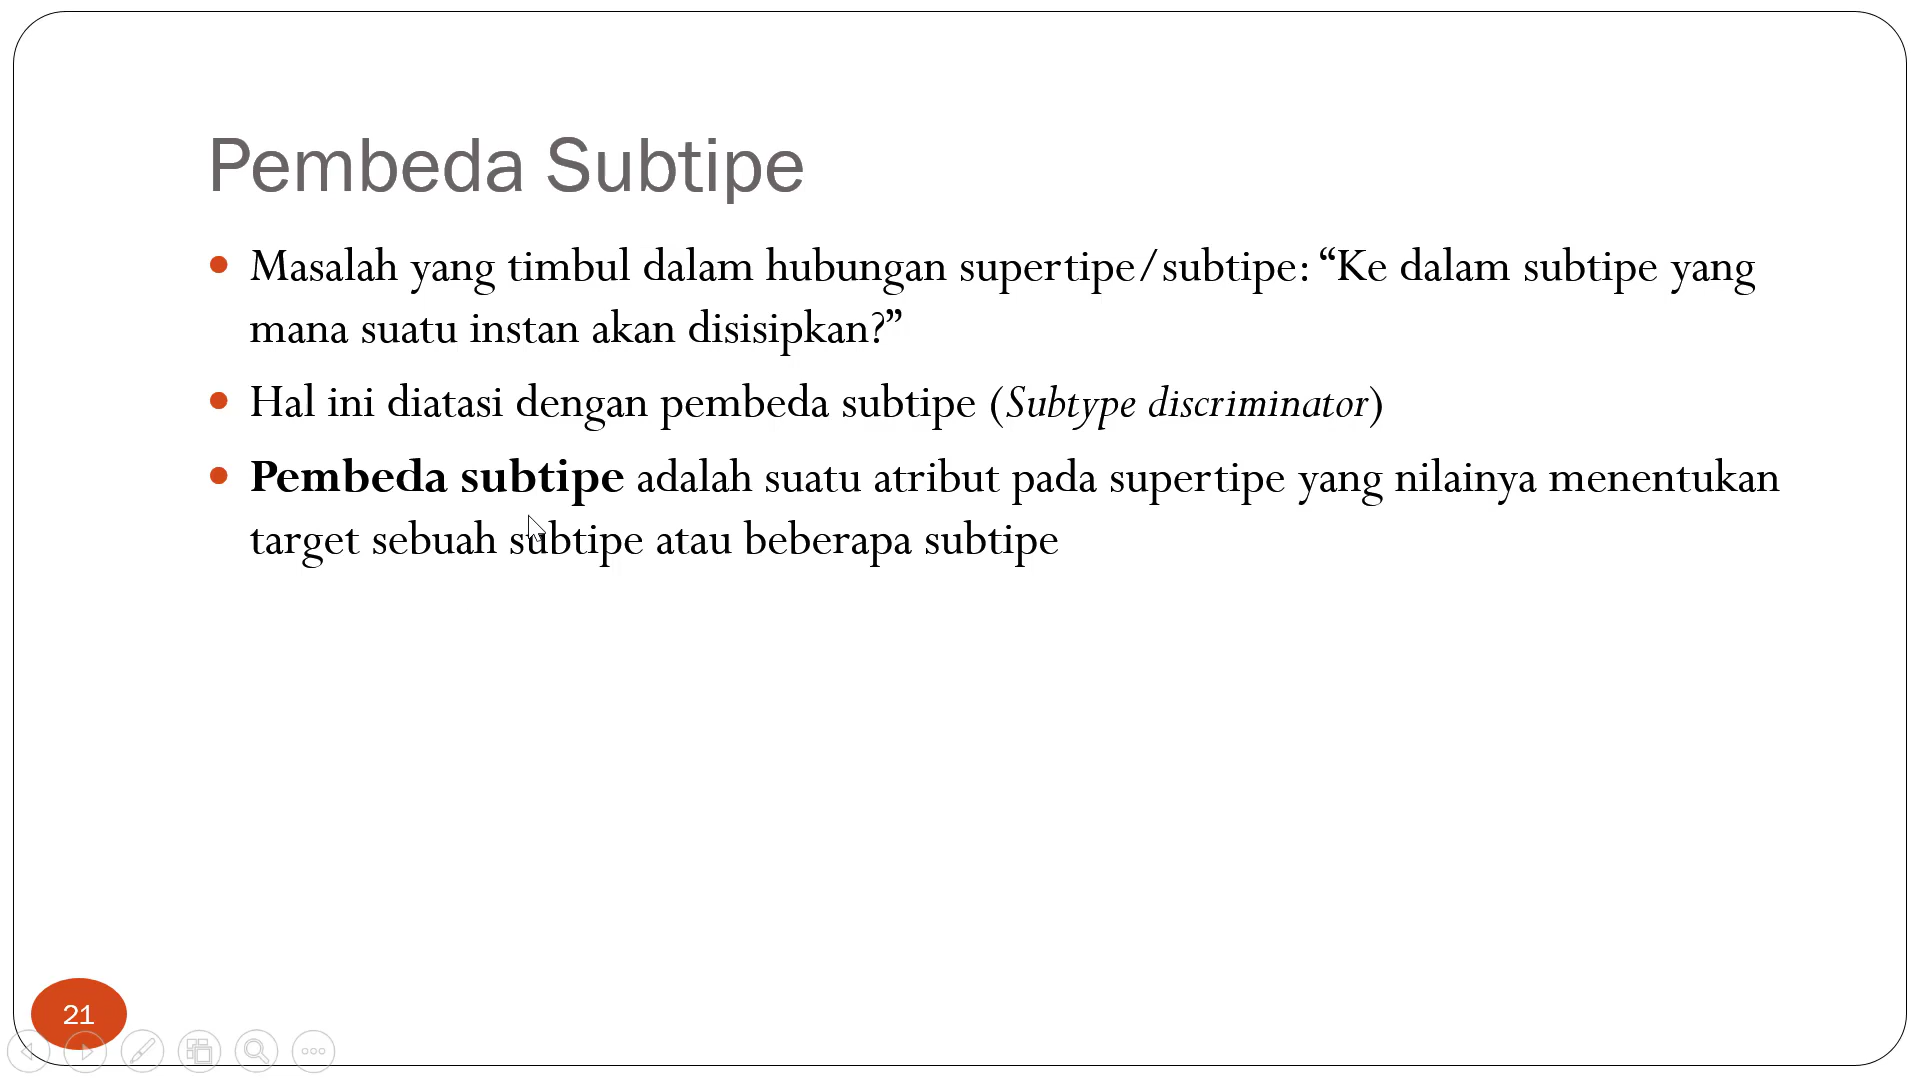 Pembeda Subtipe
Masalah yang timbul dalam hubungan supertipe/subtipe: “Ke dalam subtipe yang
mana suatu instan akan disisipkan?”
Hal ini diatasi dengan pembeda subtipe (Subtype discriminator)
Pembeda subtipe adalah suatu atribut pada supertipe yang nilainya menentukan
target sebuah subtipe atau beberapa subtipe
21